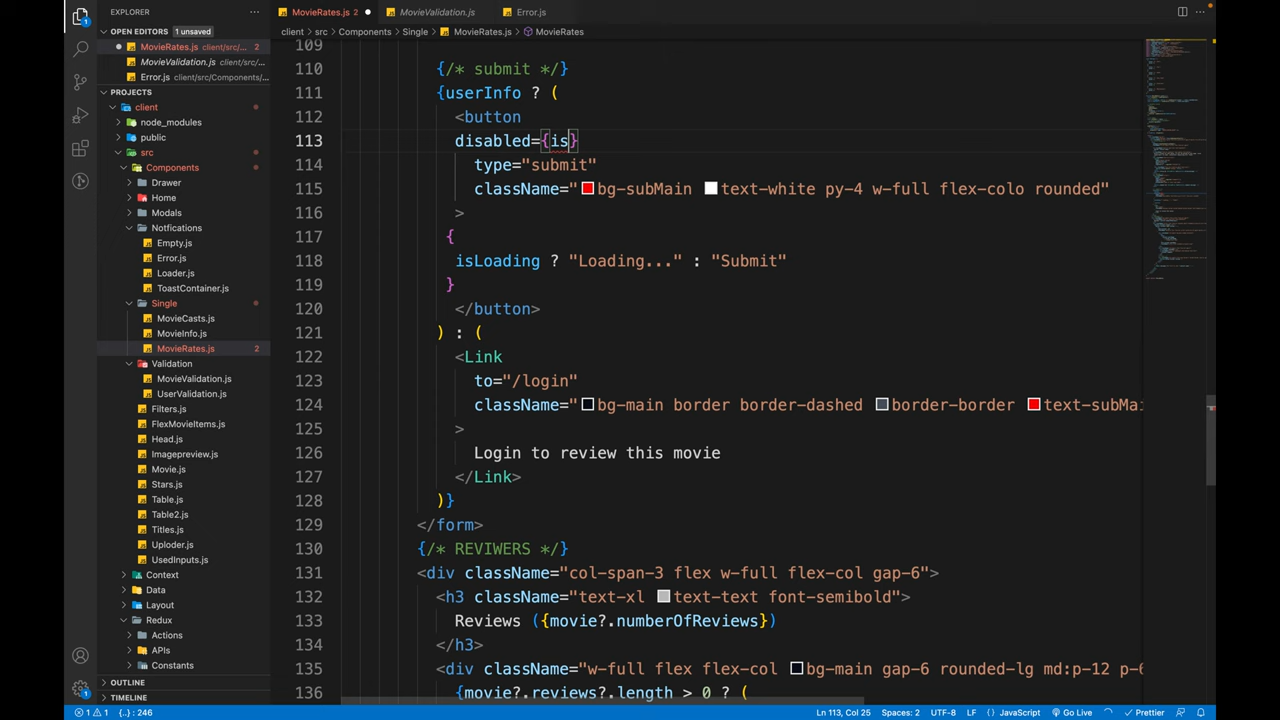 EXPLORER
MovieRates.js 2
MovieValidation.js
Error.js
OPEN EDITORS 1 unsaved
client > src > Components > Single > MovieRates.js > MovieRates
MovieRates.js client/src/... 2
MovieValidation.js client/src/...
Error.js client/src/Components/...
PROJECTS
client
node_modules
public
src
Components
Drawer
Home
Modals
Notfications
Empty.js
Error.js
Loader.js
ToastContainer.js
Single
MovieCasts.js
MovieInfo.js
MovieRates.js 2
Validation
MovieValidation.js
UserValidation.js
Filters.js
FlexMovieItems.js
Head.js
Imagepreview.js
Movie.js
Stars.js
Table.js
Table2.js
Titles.js
Uploder.js
UsedInputs.js
Context
Data
Layout
Redux
Actions
APIs
Constants
OUTLINE
TIMELINE
109
110 {/* submit */}
111 {userInfo ? (
112 <button
113 disabled={is}
114 type="submit"
115 className="bg-subMain text-white py-4 w-full flex-colo rounded"
116 >
117 {
118 isLoading ? "Loading..." : "Submit"
119 }
120 </button>
121 ) : (
122 <Link
123 to="/login"
124 className="bg-main border border-dashed border-border text-subMai
125 >
126 Login to review this movie
127 </Link>
128 )}
129 </form>
130 {/* REVIWERS */}
131 <div className="col-span-3 flex w-full flex-col gap-6">
132 <h3 className="text-xl text-text font-semibold">
133 Reviews ({movie?.numberOfReviews})
134 </h3>
135 <div className="w-full flex flex-col bg-main gap-6 rounded-lg md:p-12 p-6
136 {movie?.reviews?.length > 0 ? (
1 1 {..}: 246
Ln 113, Col 25 Spaces: 2 UTF-8 LF {} JavaScript Go Live Prettier